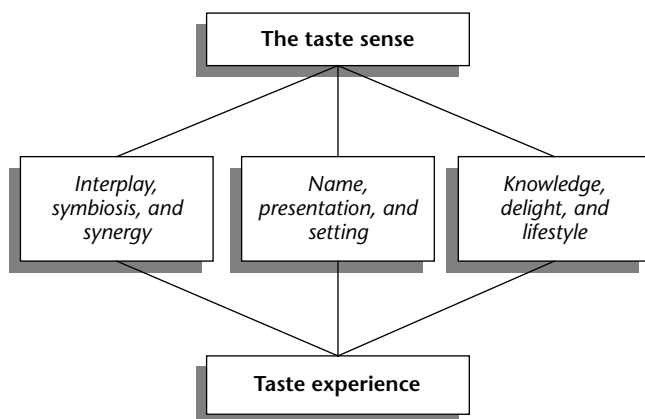 The taste sense
Interplay,
symbiosis, and
synergy
Name,
presentation, and
setting
Knowledge,
delight, and
lifestyle
Taste experience